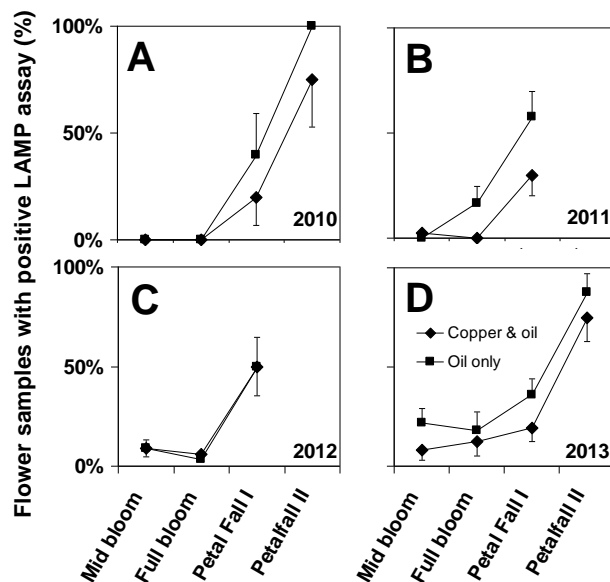 Flower samples with positive LAMP assay (%)
100%
50%
0%
A
2010
B
2011
100%
50%
0%
C
2012
D
Copper & oil
Oil only
2013
Mid bloom
Full bloom
Petal Fall I
Petalfall II
Mid bloom
Full bloom
Petal Fall I
Petalfall II